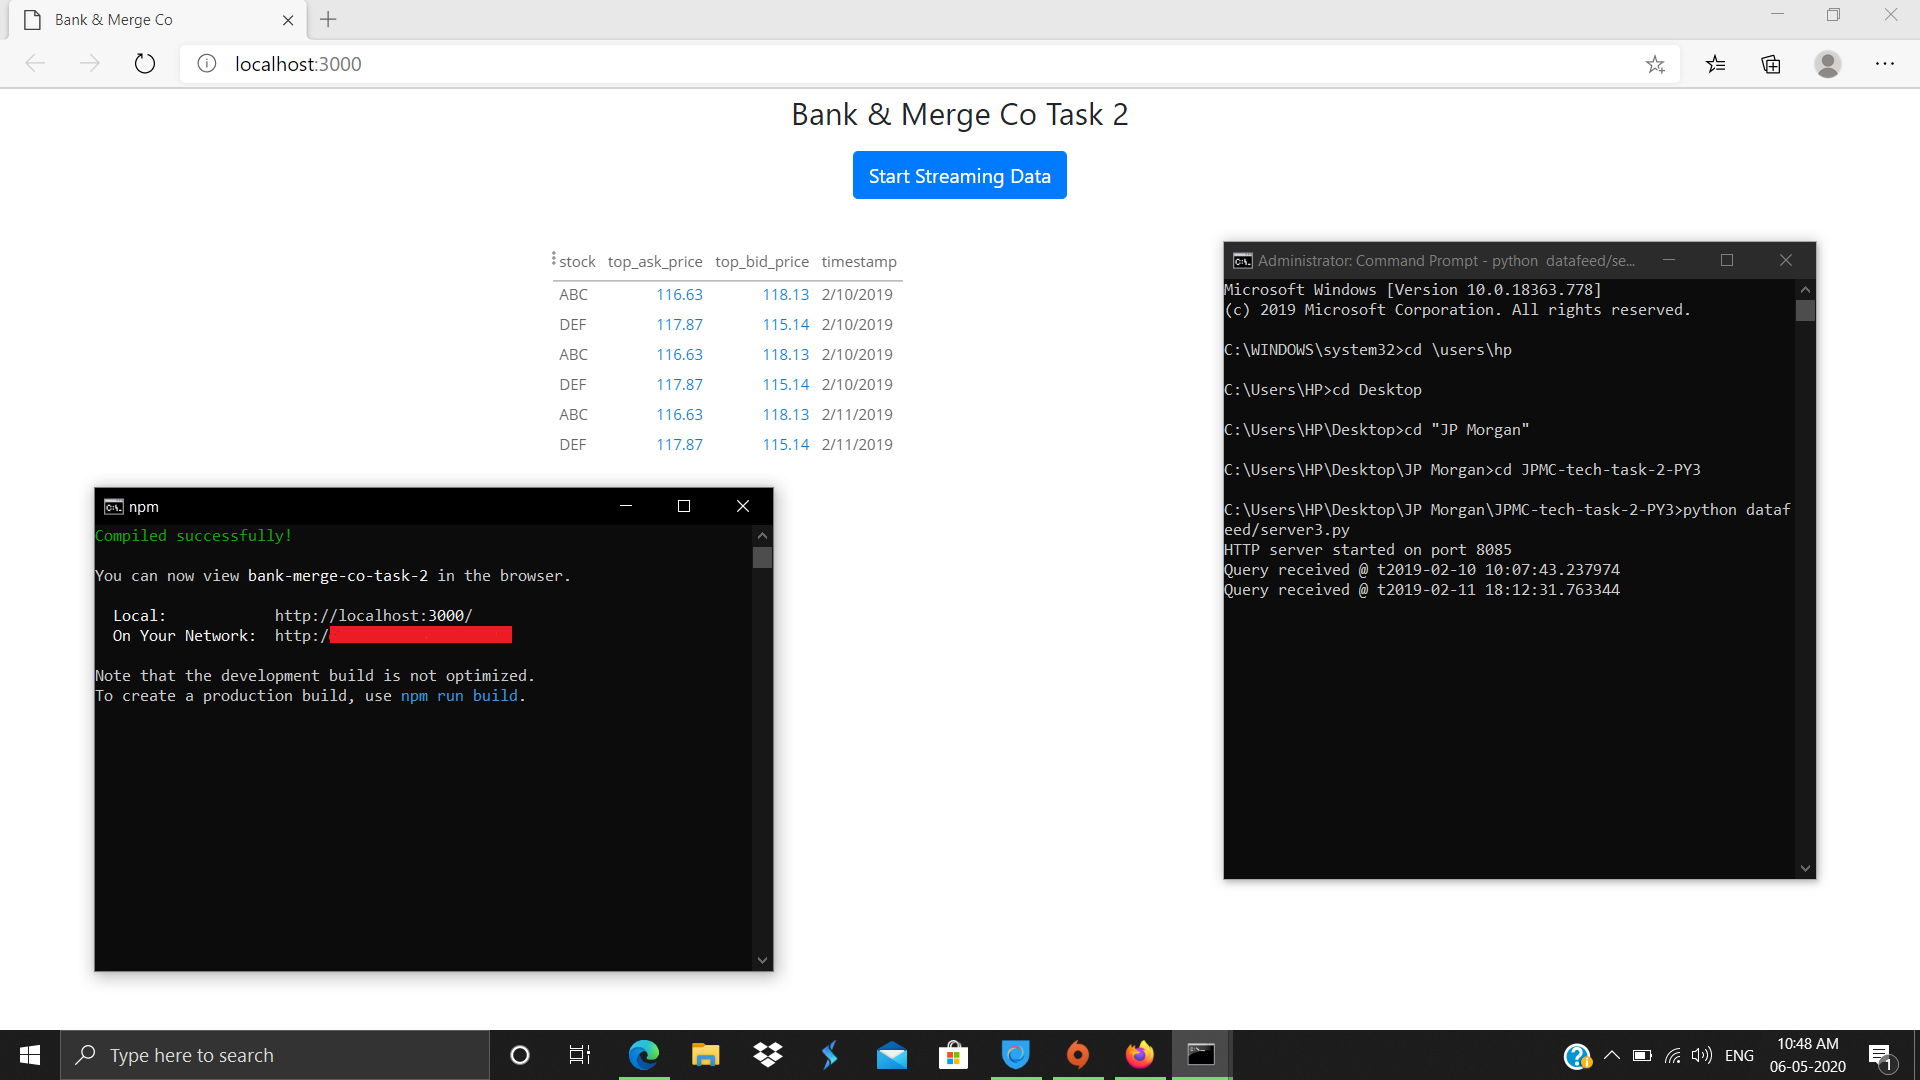 Bank & Merge Co
localhost:3000
Bank & Merge Co Task 2
Start Streaming Data
stock top_ask_price top_bid_price timestamp
ABC 116.63 118.13 2/10/2019
DEF 117.87 115.14 2/10/2019
ABC 116.63 118.13 2/10/2019
DEF 117.87 115.14 2/10/2019
ABC 116.63 118.13 2/11/2019
DEF 117.87 115.14 2/11/2019
npm
Compiled successfully!
You can now view bank-merge-co-task-2 in the browser.
Local: http://localhost:3000/
On Your Network: http:/
Note that the development build is not optimized.
To create a production build, use npm run build.
Administrator: Command Prompt - python datafeed/se...
Microsoft Windows [Version 10.0.18363.778]
(c) 2019 Microsoft Corporation. All rights reserved.
C:\WINDOWS\system32>cd \users\hp
C:\Users\HP>cd Desktop
C:\Users\HP\Desktop>cd "JP Morgan"
C:\Users\HP\Desktop\JP Morgan>cd JPMC-tech-task-2-PY3
C:\Users\HP\Desktop\JP Morgan\JPMC-tech-task-2-PY3>python dataf
eed/server3.py
HTTP server started on port 8085
Query received @ t2019-02-10 10:07:43.237974
Query received @ t2019-02-11 18:12:31.763344
Type here to search
ENG
10:48 AM
06-05-2020
1